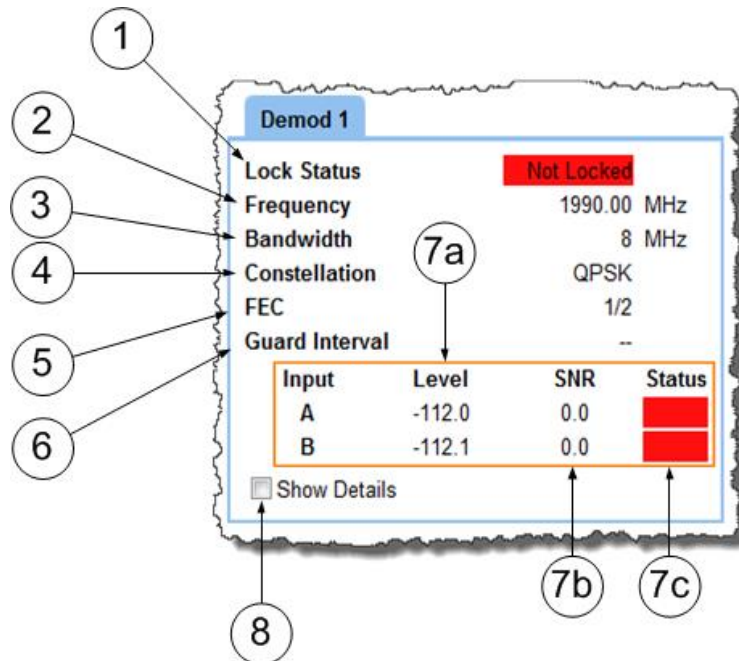 1
2
3
4
5
6
7a
7b
7c
8
Demod 1
Lock Status Not Locked
Frequency 1990.00 MHz
Bandwidth 8 MHz
Constellation QPSK
FEC 1/2
Guard Interval --
Input Level SNR Status
A -112.0 0.0
B -112.1 0.0
Show Details